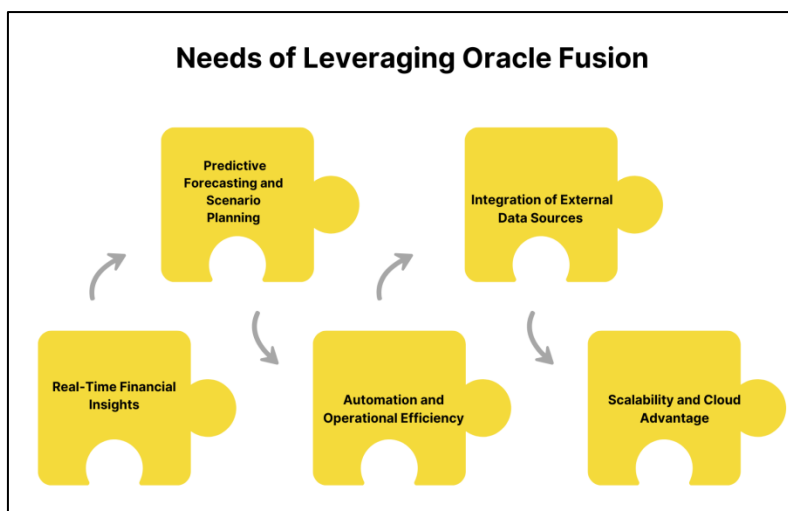 Needs of Leveraging Oracle Fusion
Real-Time Financial
Insights
Predictive
Forecasting and
Scenario
Planning
Automation and
Operational Efficiency
Integration of External
Data Sources
Scalability and Cloud
Advantage